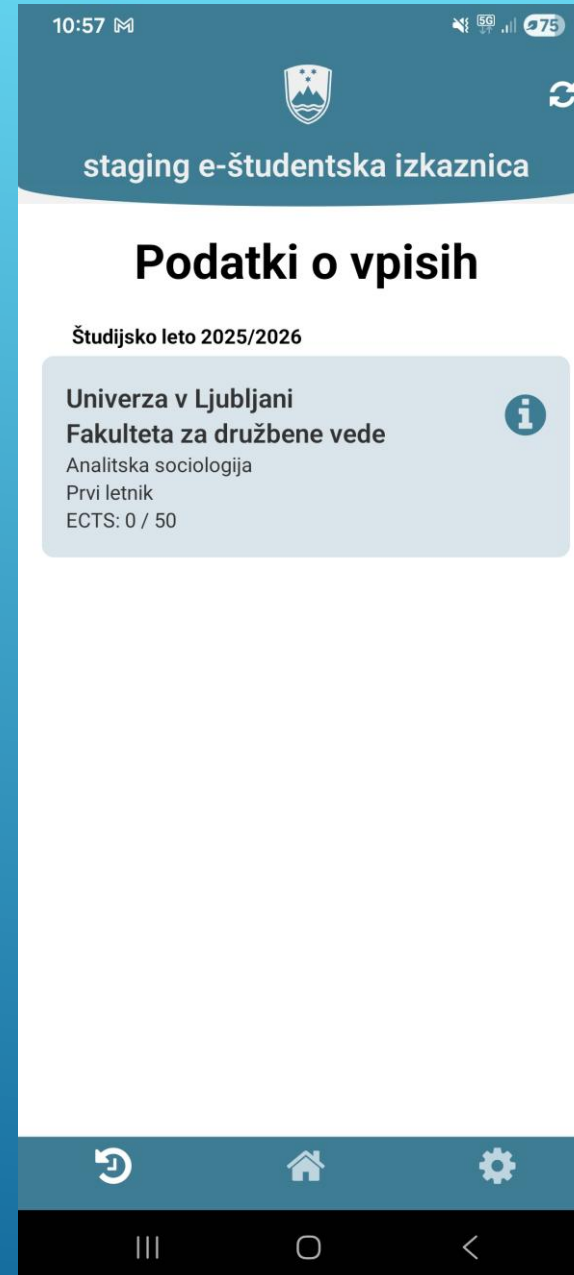 10:57
5G
75
staging e-študentska izkaznica
Podatki o vpisih
Študijsko leto 2025/2026
Univerza v Ljubljani
Fakulteta za družbene vede
Analitska sociologija
Prvi letnik
ECTS: 0 / 50